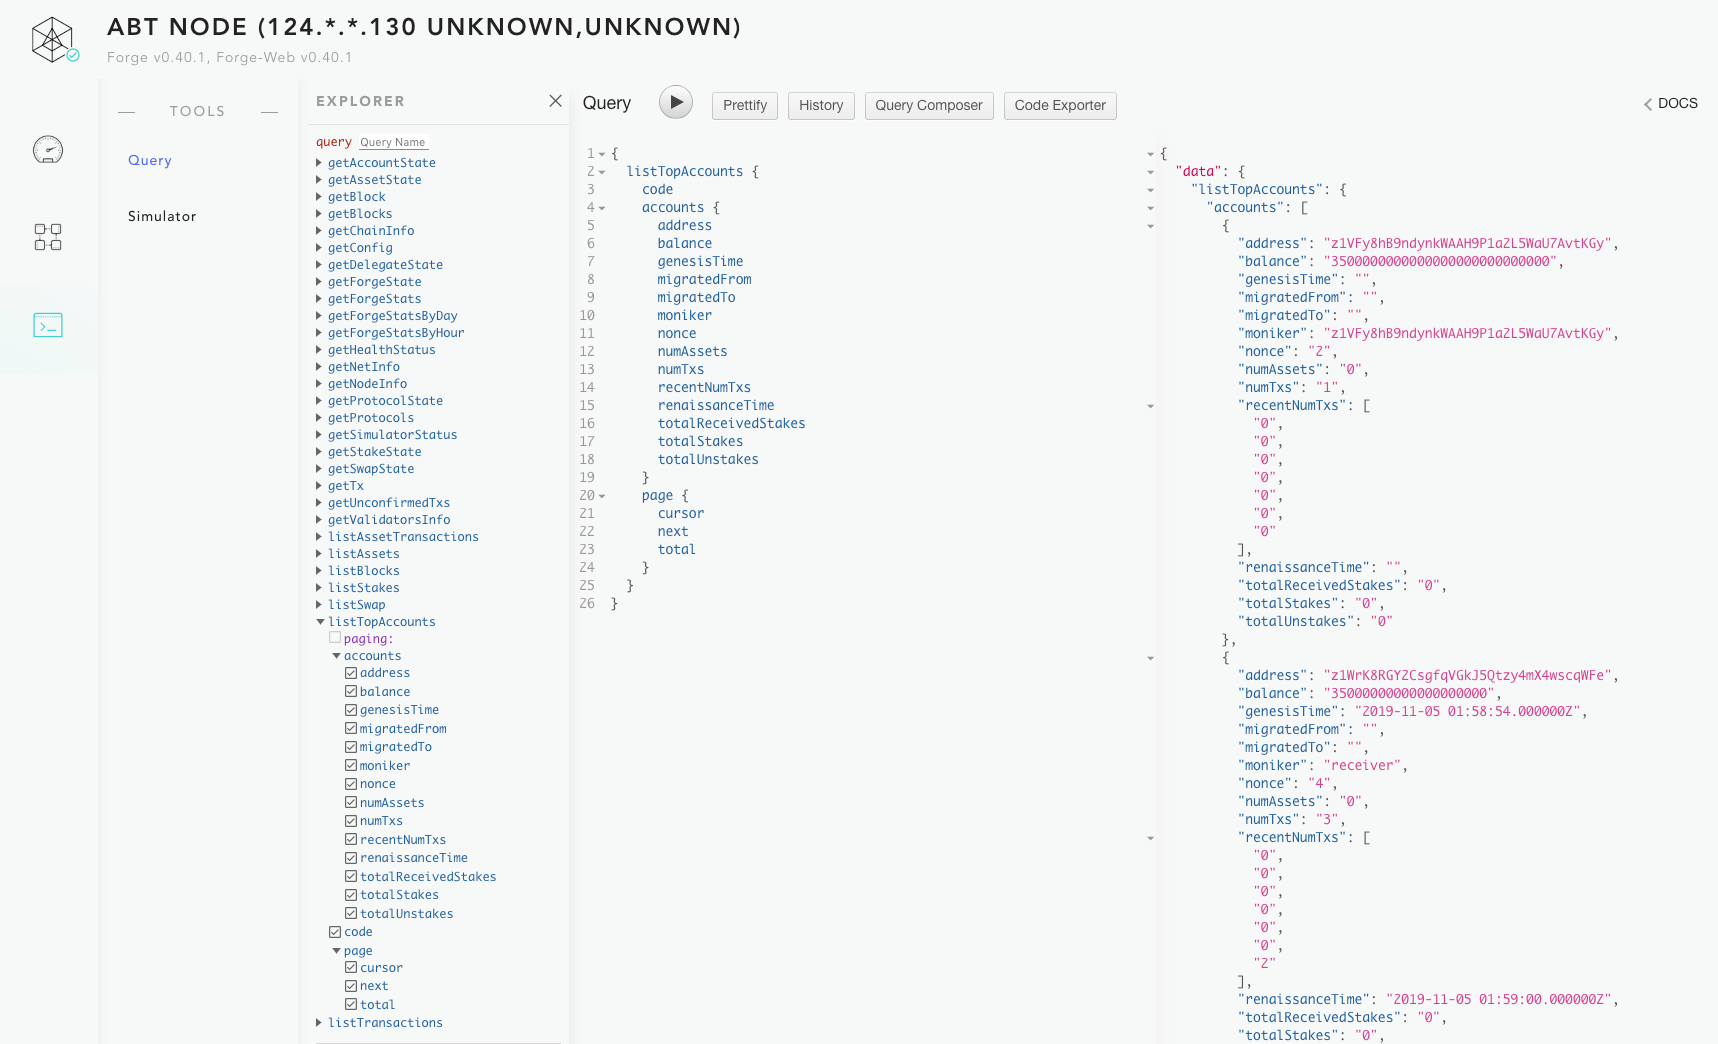 ABT NODE (124.*.*.130 UNKNOWN,UNKNOWN)
Forge v0.40.1, Forge-Web v0.40.1
TOOLS
Query
Simulator
EXPLORER
query Query Name
getAccountState
getAssetState
getBlock
getBlocks
getChainInfo
getConfig
getDelegateState
getForgeState
getForgeStats
getForgeStatsByDay
getForgeStatsByHour
getHealthStatus
getNetInfo
getNodeInfo
getProtocolState
getProtocols
getSimulatorStatus
getStakeState
getSwapState
getTx
getUnconfirmedTxs
getValidatorsInfo
listAssetTransactions
listAssets
listBlocks
listStakes
listSwap
listTopAccounts
paging:
accounts
address
balance
genesisTime
migratedFrom
migratedTo
moniker
nonce
numAssets
numTxs
recentNumTxs
renaissanceTime
totalReceivedStakes
totalStakes
totalUnstakes
code
page
cursor
next
total
listTransactions
Query
Prettify
History
Query Composer
Code Exporter
DOCS
1 {
2 listTopAccounts {
3 code
4 accounts {
5 address
6 balance
7 genesisTime
8 migratedFrom
9 migratedTo
10 moniker
11 nonce
12 numAssets
13 numTxs
14 recentNumTxs
15 renaissanceTime
16 totalReceivedStakes
17 totalStakes
18 totalUnstakes
19 }
20 page {
21 cursor
22 next
23 total
24 }
25 }
26 }
{
"data": {
"listTopAccounts": {
"accounts": [
{
"address": "z1VFy8hB9ndynkWAAH9P1aZL5WaU7AvtKGy",
"balance": "3500000000000000000000000000",
"genesisTime": "",
"migratedFrom": "",
"migratedTo": "",
"moniker": "z1VFy8hB9ndynkWAAH9P1aZL5WaU7AvtKGy",
"nonce": "2",
"numAssets": "0",
"numTxs": "1",
"recentNumTxs": [
"0",
"0",
"0",
"0",
"0",
"0",
"0"
],
"renaissanceTime": "",
"totalReceivedStakes": "0",
"totalStakes": "0",
"totalUnstakes": "0"
},
{
"address": "z1WrK8RGYZCsgfqVGkJ5Qtzy4mX4wscqWFe",
"balance": "35000000000000000000",
"genesisTime": "2019-11-05 01:58:54.000000Z",
"migratedFrom": "",
"migratedTo": "",
"moniker": "receiver",
"nonce": "4",
"numAssets": "0",
"numTxs": "3",
"recentNumTxs": [
"0",
"0",
"0",
"0",
"0",
"0",
"2"
],
"renaissanceTime": "2019-11-05 01:59:00.000000Z",
"totalReceivedStakes": "0",
"totalStakes": "0",